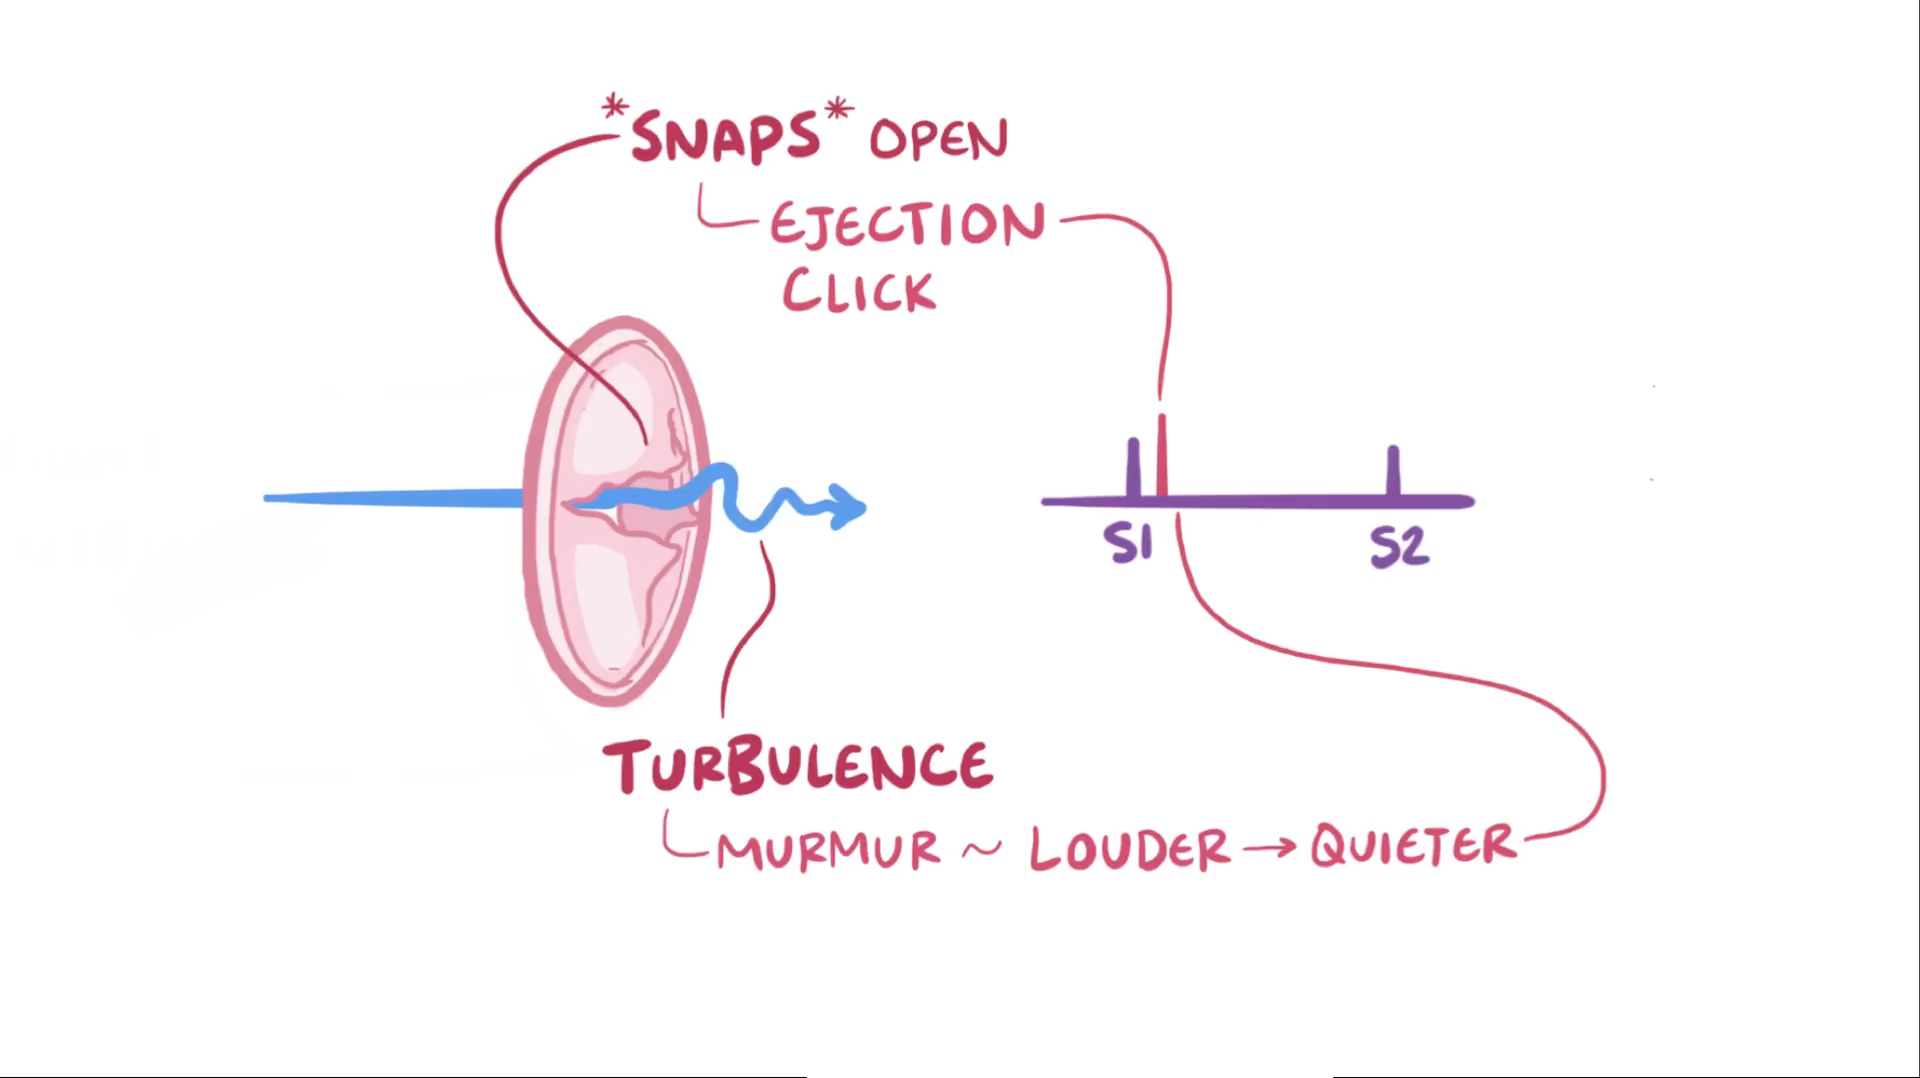 *SNAPS* OPEN
EJECTION
CLICK
S1
S2
TURBULENCE
MURMUR ~ LOUDER → QUIETER